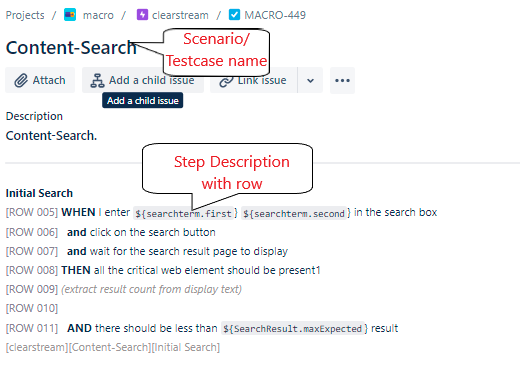 Projects / macro / clearstream / MACRO-449
Content-Search
Scenario/
Testcase name
Attach Add a child issue Link issue
Add a child issue
Description
Content-Search.
Step Description
with row
Initial Search
[ROW 005] WHEN I enter ${searchterm.first} ${searchterm.second} in the search box
[ROW 006] and click on the search button
[ROW 007] and wait for the search result page to display
[ROW 008] THEN all the critical web element should be present1
[ROW 009] (extract result count from display text)
[ROW 010]
[ROW 011] AND there should be less than ${SearchResult.maxExpected} result
[clearstream][Content-Search][Initial Search]